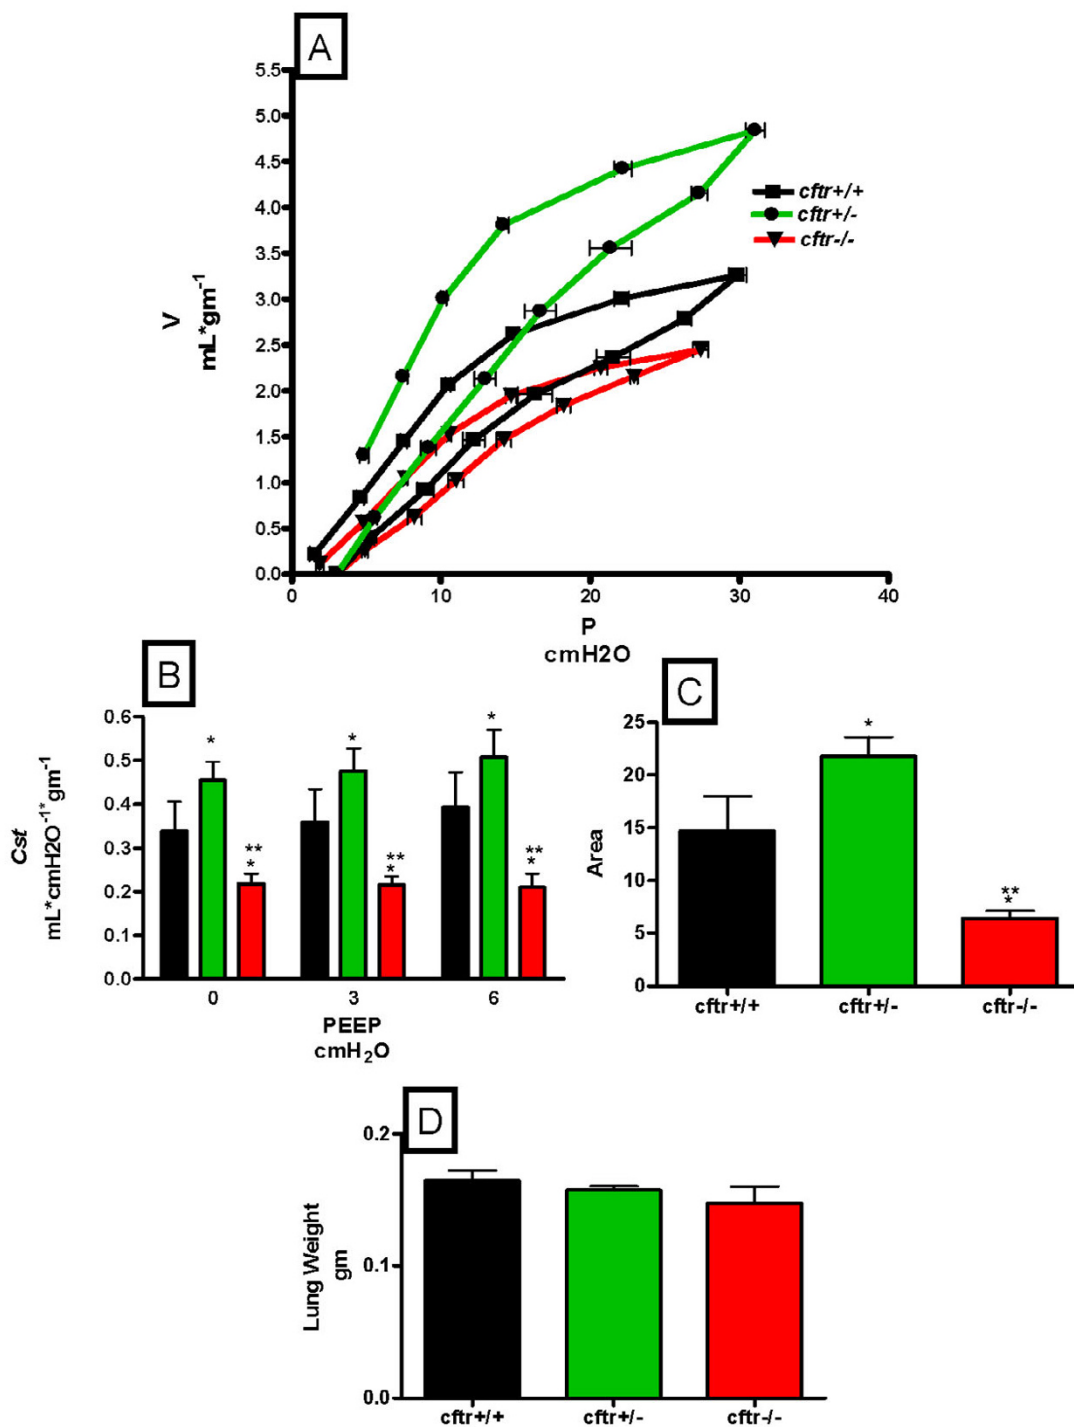 A
5.5
5.0
4.5
4.0
3.5
3.0
2.5
2.0
1.5
1.0
0.5
0.0
V
mL*gm-1
cftr+/+
cftr+/-
cftr-/-
0 10 20 30 40
P
cmH2O
B
0.6
0.5
0.4
0.3
0.2
0.1
0.0
Cst
mL*cmH2O-1*gm-1
* ** *
* ** *
* ** *
0 3 6
PEEP
cmH₂O
C
25
20
15
10
5
0
Area
*
**
*
cftr+/+ cftr+/- cftr-/-
D
0.2
0.1
0.0
Lung Weight
gm
cftr+/+ cftr+/- cftr-/-